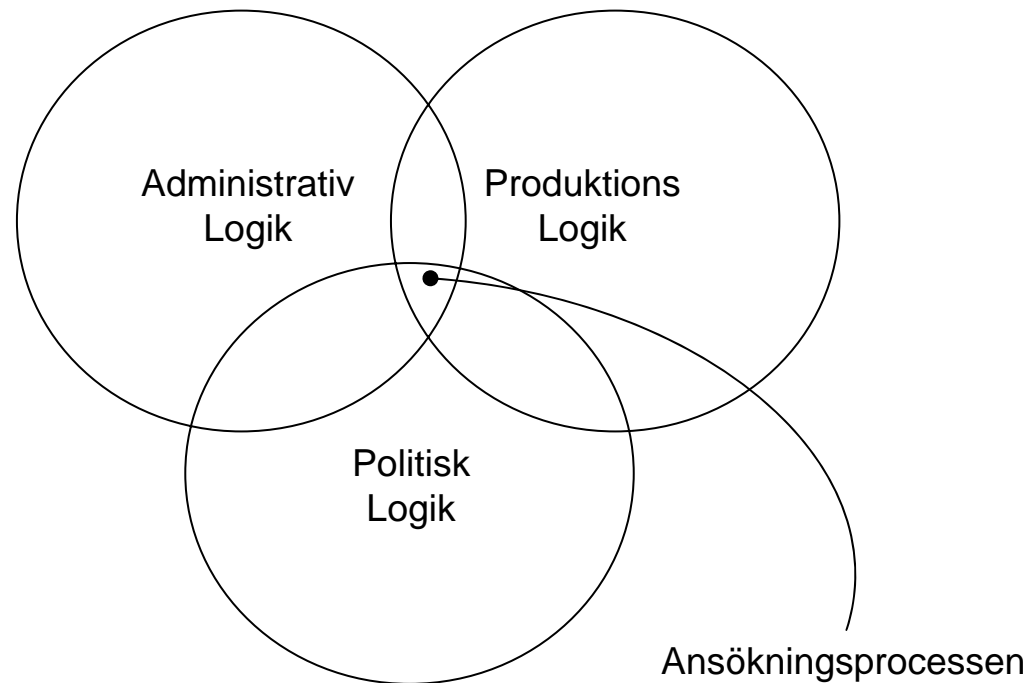 Administrativ
Logik
Produktions
Logik
Politisk
Logik
Ansökningsprocessen